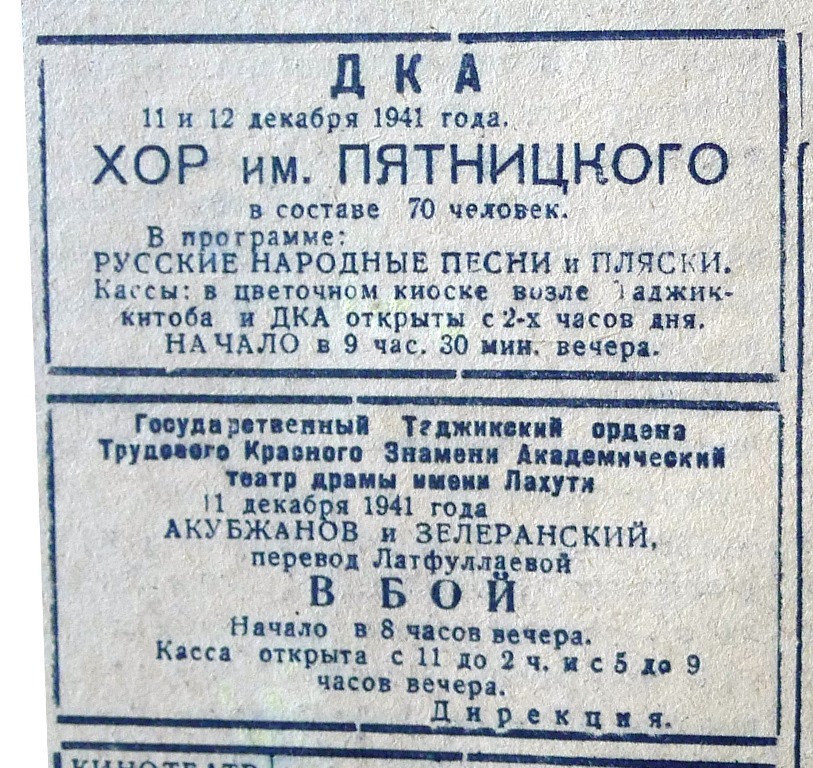 ДКА
11 и 12 декабря 1941 года.
ХОР им. ПЯТНИЦКОГО
в составе 70 человек.
В программе:
РУССКИЕ НАРОДНЫЕ ПЕСНИ и ПЛЯСКИ.
Кассы: в цветочном киоске возле Таджик-
китоба и ДКА открыты с 2-х часов дня.
НАЧАЛО в 9 час. 30 мин. вечера.
Государственный Таджикский ордена
Трудового Красного Знамени Академический
театр драмы имени Лахути
11 декабря 1941 года
АКУБЖАНОВ и ЗЕЛЕРАНСКИЙ,
перевод Латфуллаевой
В БОЙ
Начало в 8 часов вечера.
Касса открыта с 11 до 2 ч. и с 5 до 9
часов вечера.
Дирекция.
КИНОТЕАТР